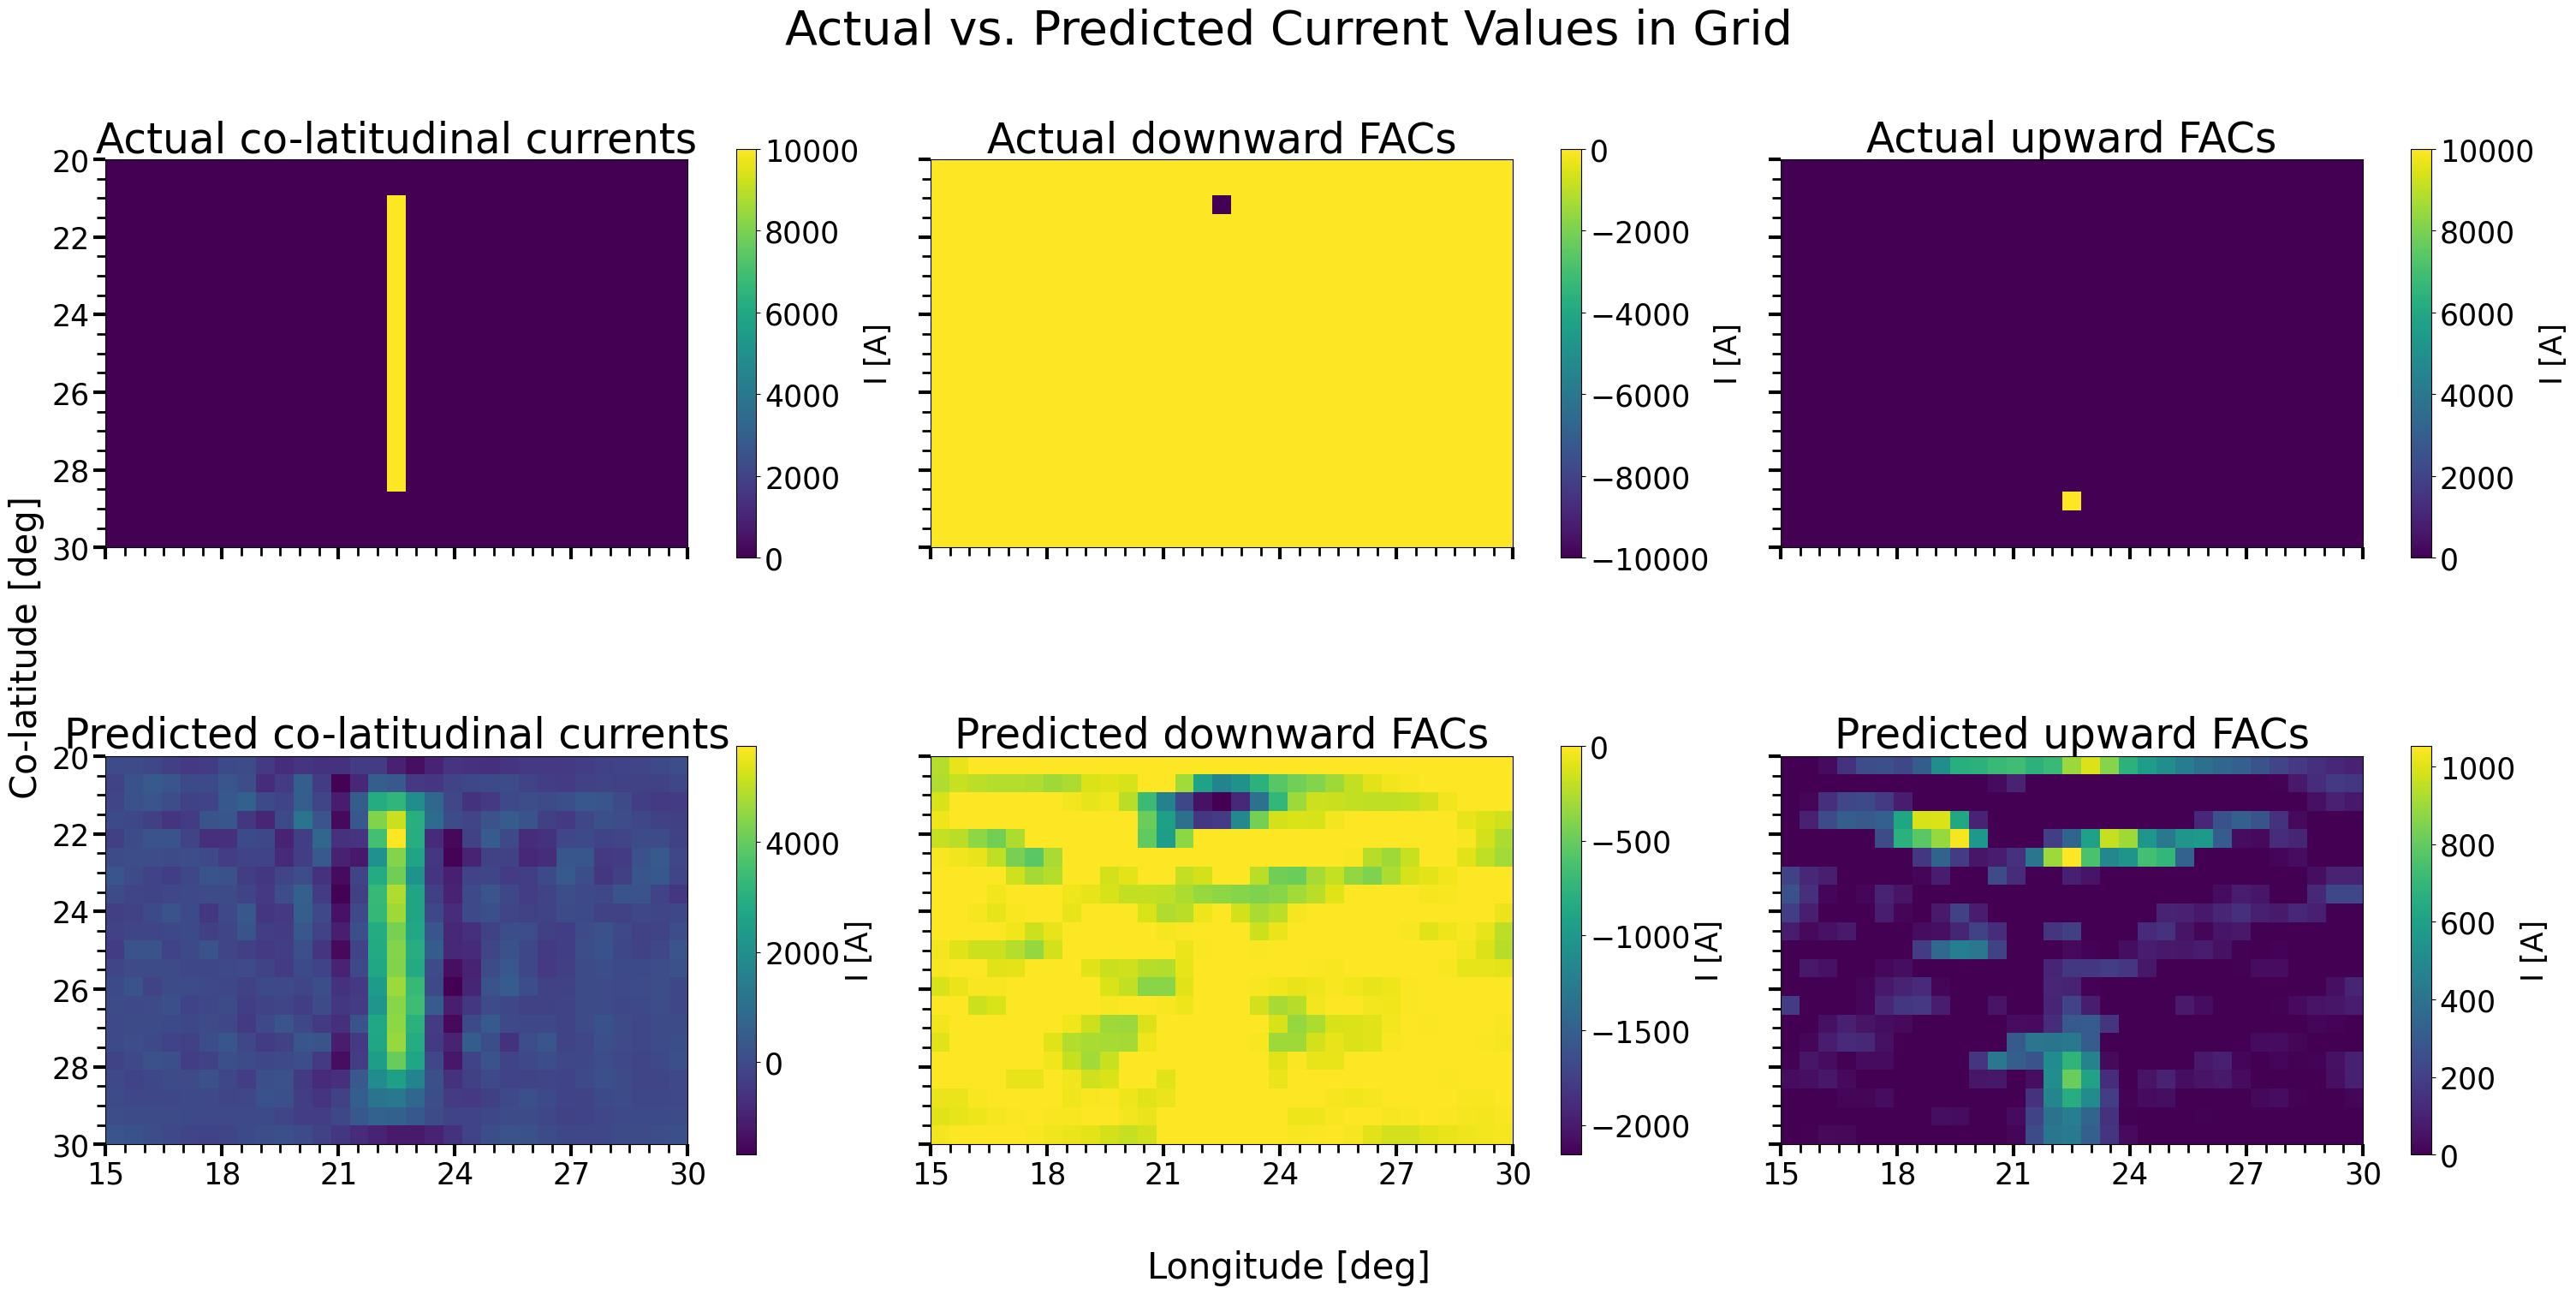 Actual vs. Predicted Current Values in Grid
Actual co-latitudinal currents
Actual downward FACs
Actual upward FACs
20
22
24
26
28
30
10000
8000
6000
4000
2000
0
I [A]
0
−2000
−4000
−6000
−8000
−10000
I [A]
10000
8000
6000
4000
2000
0
I [A]
Co-latitude [deg]
Predicted co-latitudinal currents
Predicted downward FACs
Predicted upward FACs
20
22
24
26
28
30
4000
2000
0
I [A]
0
−500
−1000
−1500
−2000
I [A]
1000
800
600
400
200
0
I [A]
15 18 21 24 27 30
15 18 21 24 27 30
15 18 21 24 27 30
Longitude [deg]